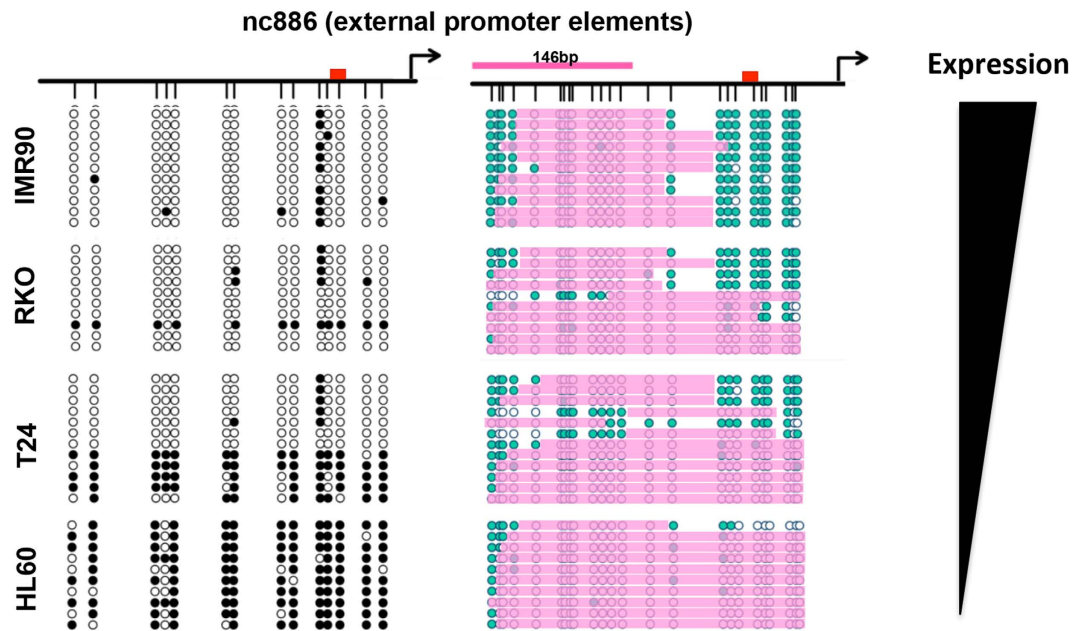 nc886 (external promoter elements)
146bp
Expression
IMR90
RKO
T24
HL60